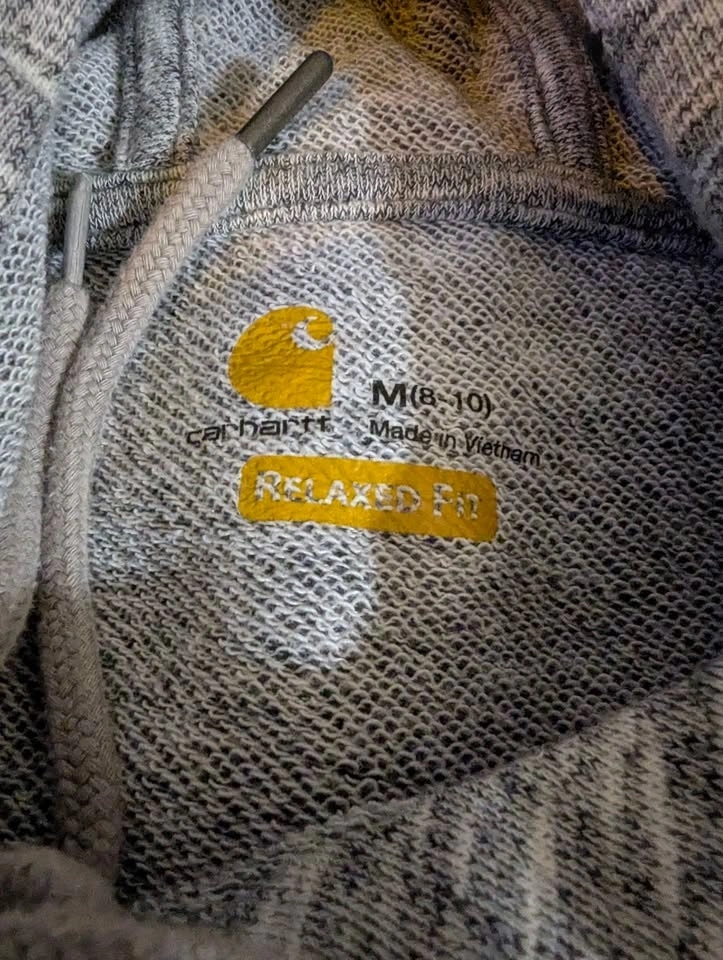 carhartt
M(8-10)
Made in Vietnam
RELAXED FIT